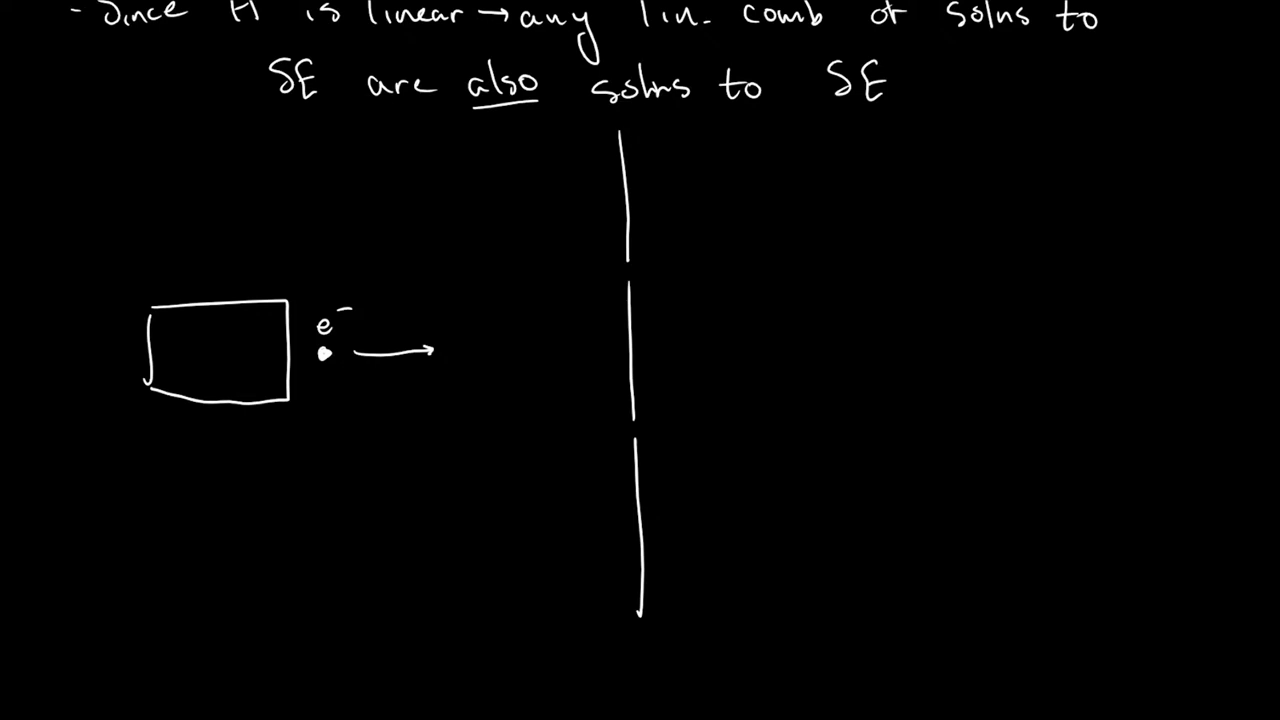 - Since H is linear → any lin. comb of solns to
SE are also solns to SE
e⁻